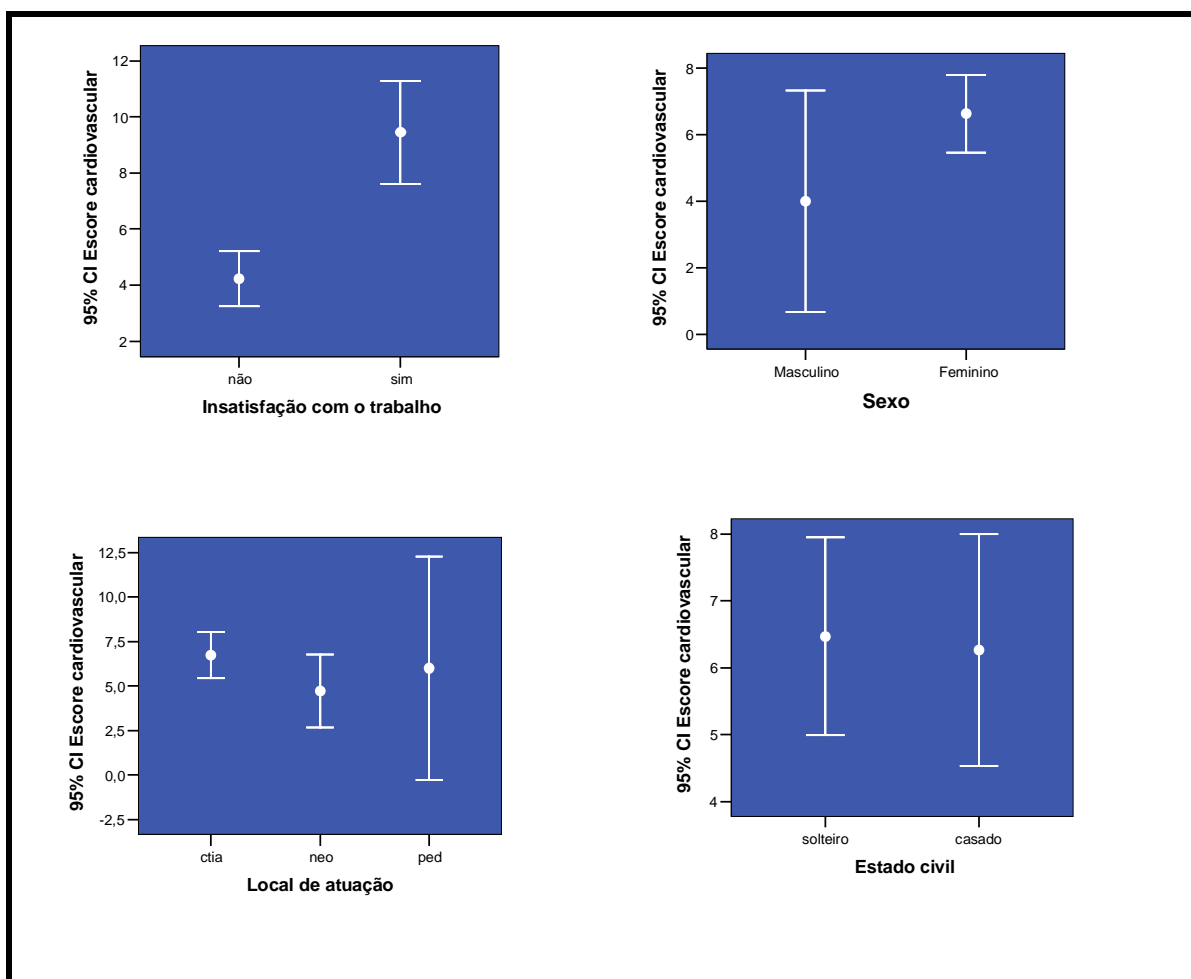 95% CI Escore cardiovascular
12
10
8
6
4
2
não sim
Insatisfação com o trabalho
95% CI Escore cardiovascular
8
6
4
2
0
Masculino Feminino
Sexo
95% CI Escore cardiovascular
12,5
10,0
7,5
5,0
2,5
0,0
-2,5
ctia neo ped
Local de atuação
95% CI Escore cardiovascular
8
7
6
5
4
solteiro casado
Estado civil